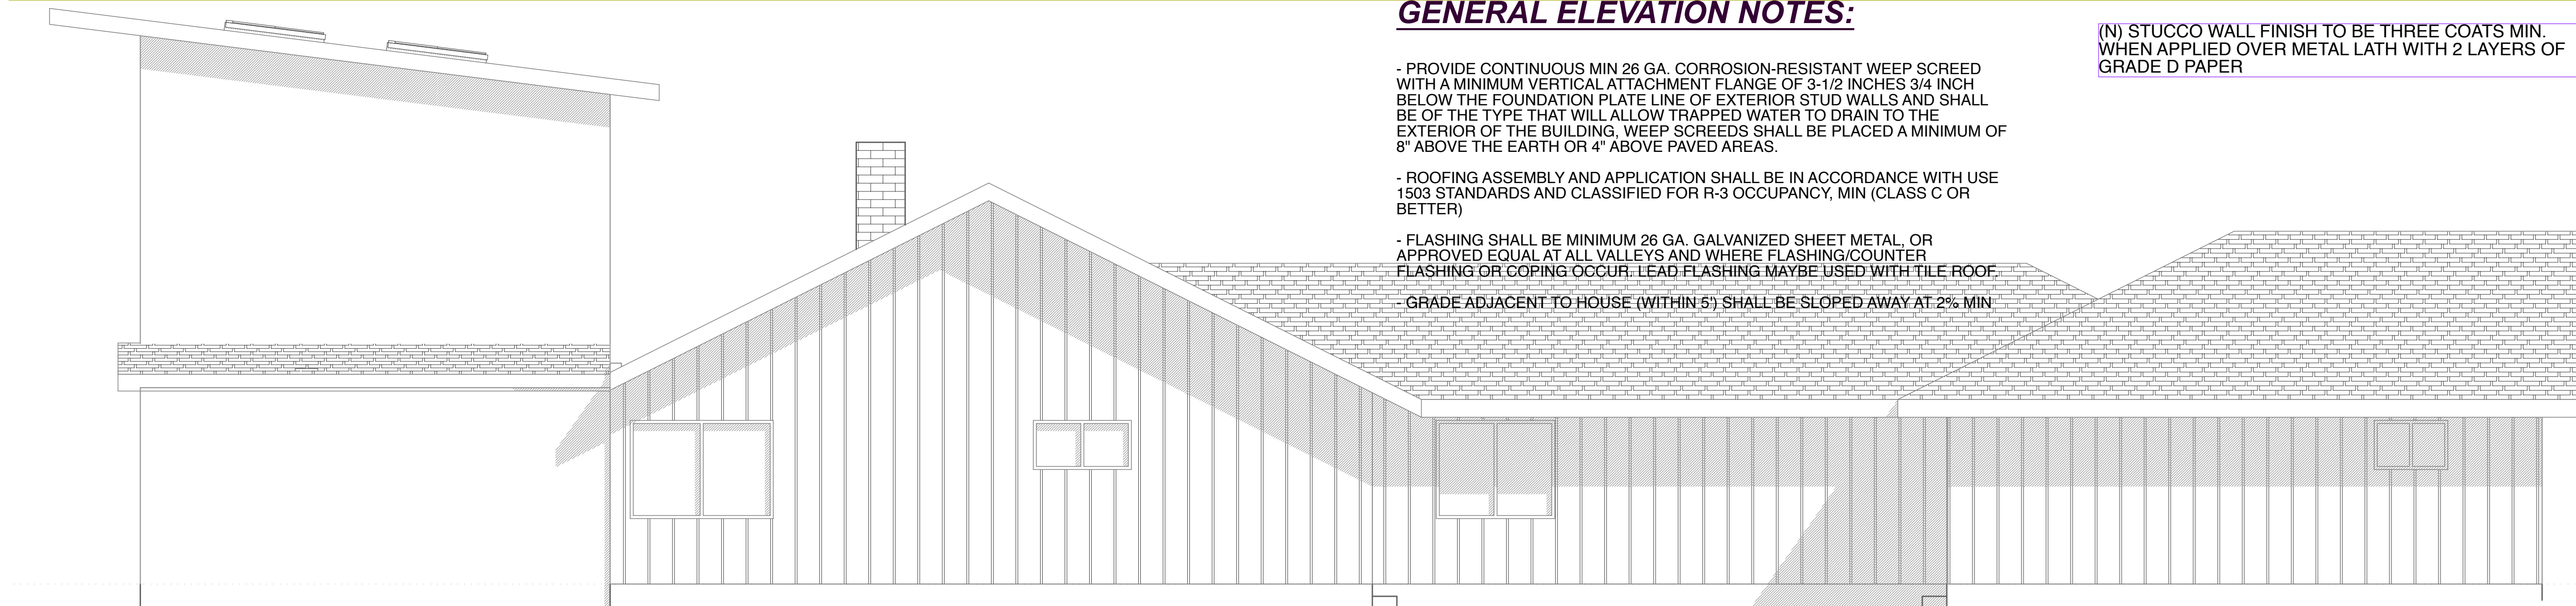 GENERAL ELEVATION NOTES:
- PROVIDE CONTINUOUS MIN 26 GA. CORROSION-RESISTANT WEEP SCREED
WITH A MINIMUM VERTICAL ATTACHMENT FLANGE OF 3-1/2 INCHES 3/4 INCH
BELOW THE FOUNDATION PLATE LINE OF EXTERIOR STUD WALLS AND SHALL
BE OF THE TYPE THAT WILL ALLOW TRAPPED WATER TO DRAIN TO THE
EXTERIOR OF THE BUILDING, WEEP SCREEDS SHALL BE PLACED A MINIMUM OF
8" ABOVE THE EARTH OR 4" ABOVE PAVED AREAS.
- ROOFING ASSEMBLY AND APPLICATION SHALL BE IN ACCORDANCE WITH USE
1503 STANDARDS AND CLASSIFIED FOR R-3 OCCUPANCY, MIN (CLASS C OR
BETTER)
- FLASHING SHALL BE MINIMUM 26 GA. GALVANIZED SHEET METAL, OR
APPROVED EQUAL AT ALL VALLEYS AND WHERE FLASHING/COUNTER
FLASHING OR COPING OCCUR. LEAD FLASHING MAYBE USED WITH TILE ROOF.
- GRADE ADJACENT TO HOUSE (WITHIN 5') SHALL BE SLOPED AWAY AT 2% MIN
(N) STUCCO WALL FINISH TO BE THREE COATS MIN.
WHEN APPLIED OVER METAL LATH WITH 2 LAYERS OF
GRADE D PAPER